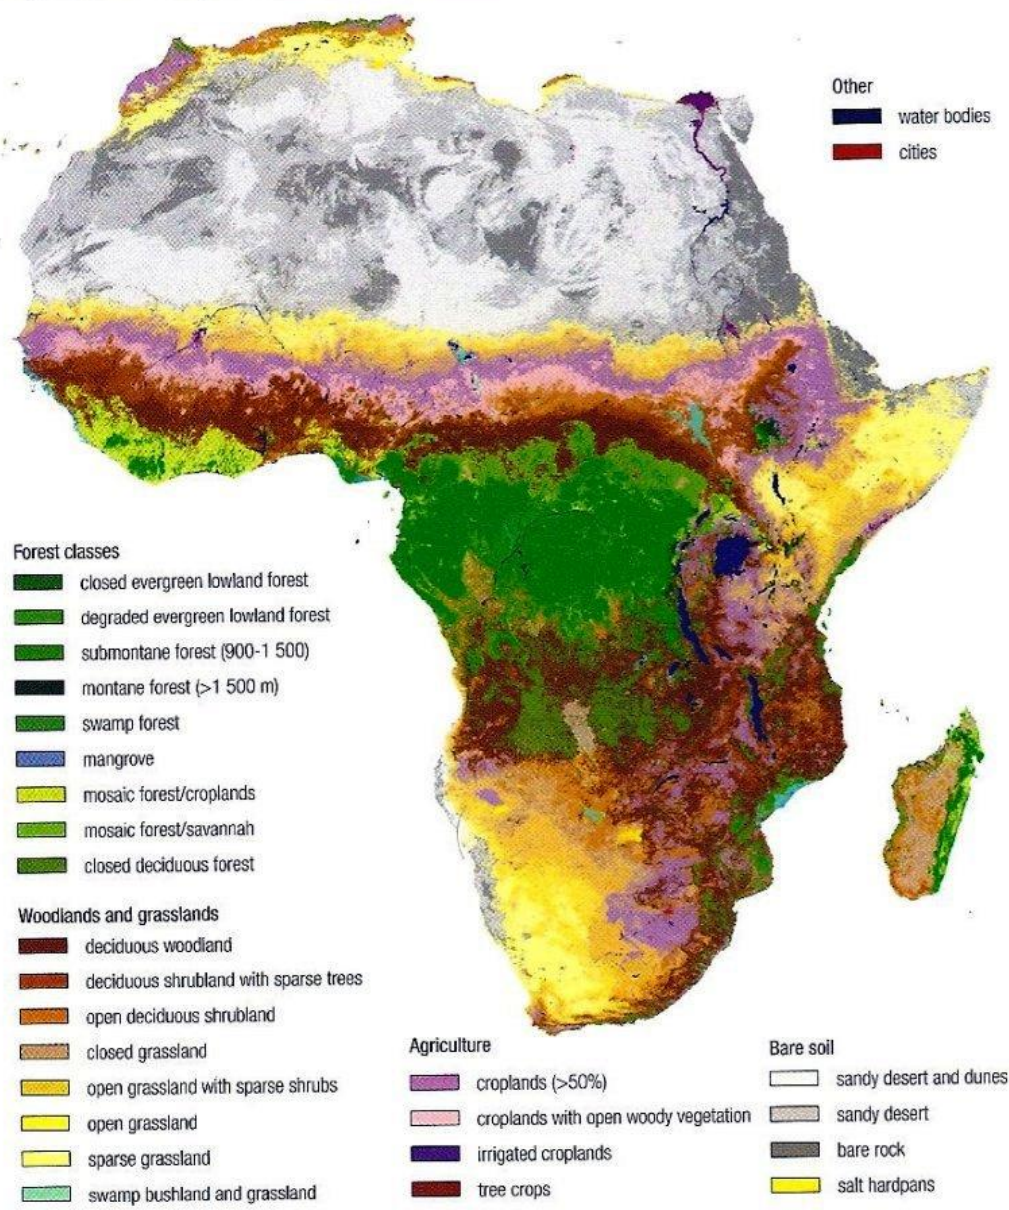 Other
water bodies
cities
Forest classes
closed evergreen lowland forest
degraded evergreen lowland forest
submontane forest (900-1 500)
montane forest (>1 500 m)
swamp forest
mangrove
mosaic forest/croplands
mosaic forest/savannah
closed deciduous forest
Woodlands and grasslands
deciduous woodland
deciduous shrubland with sparse trees
open deciduous shrubland
closed grassland
open grassland with sparse shrubs
open grassland
sparse grassland
swamp bushland and grassland
Agriculture
croplands (>50%)
croplands with open woody vegetation
irrigated croplands
tree crops
Bare soil
sandy desert and dunes
sandy desert
bare rock
salt hardpans